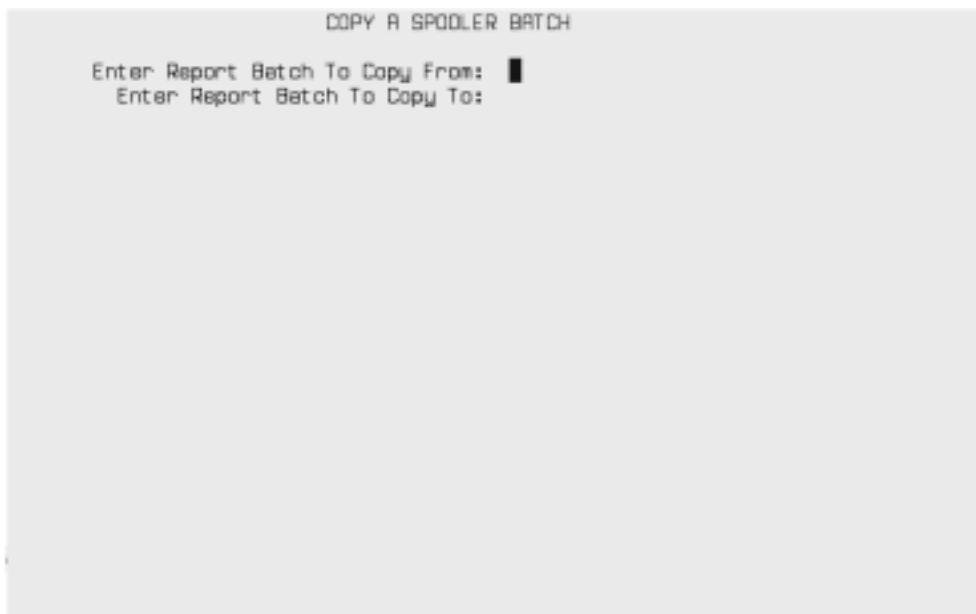 COPY A SPOOLER BATCH
Enter Report Batch To Copy From:
Enter Report Batch To Copy To: